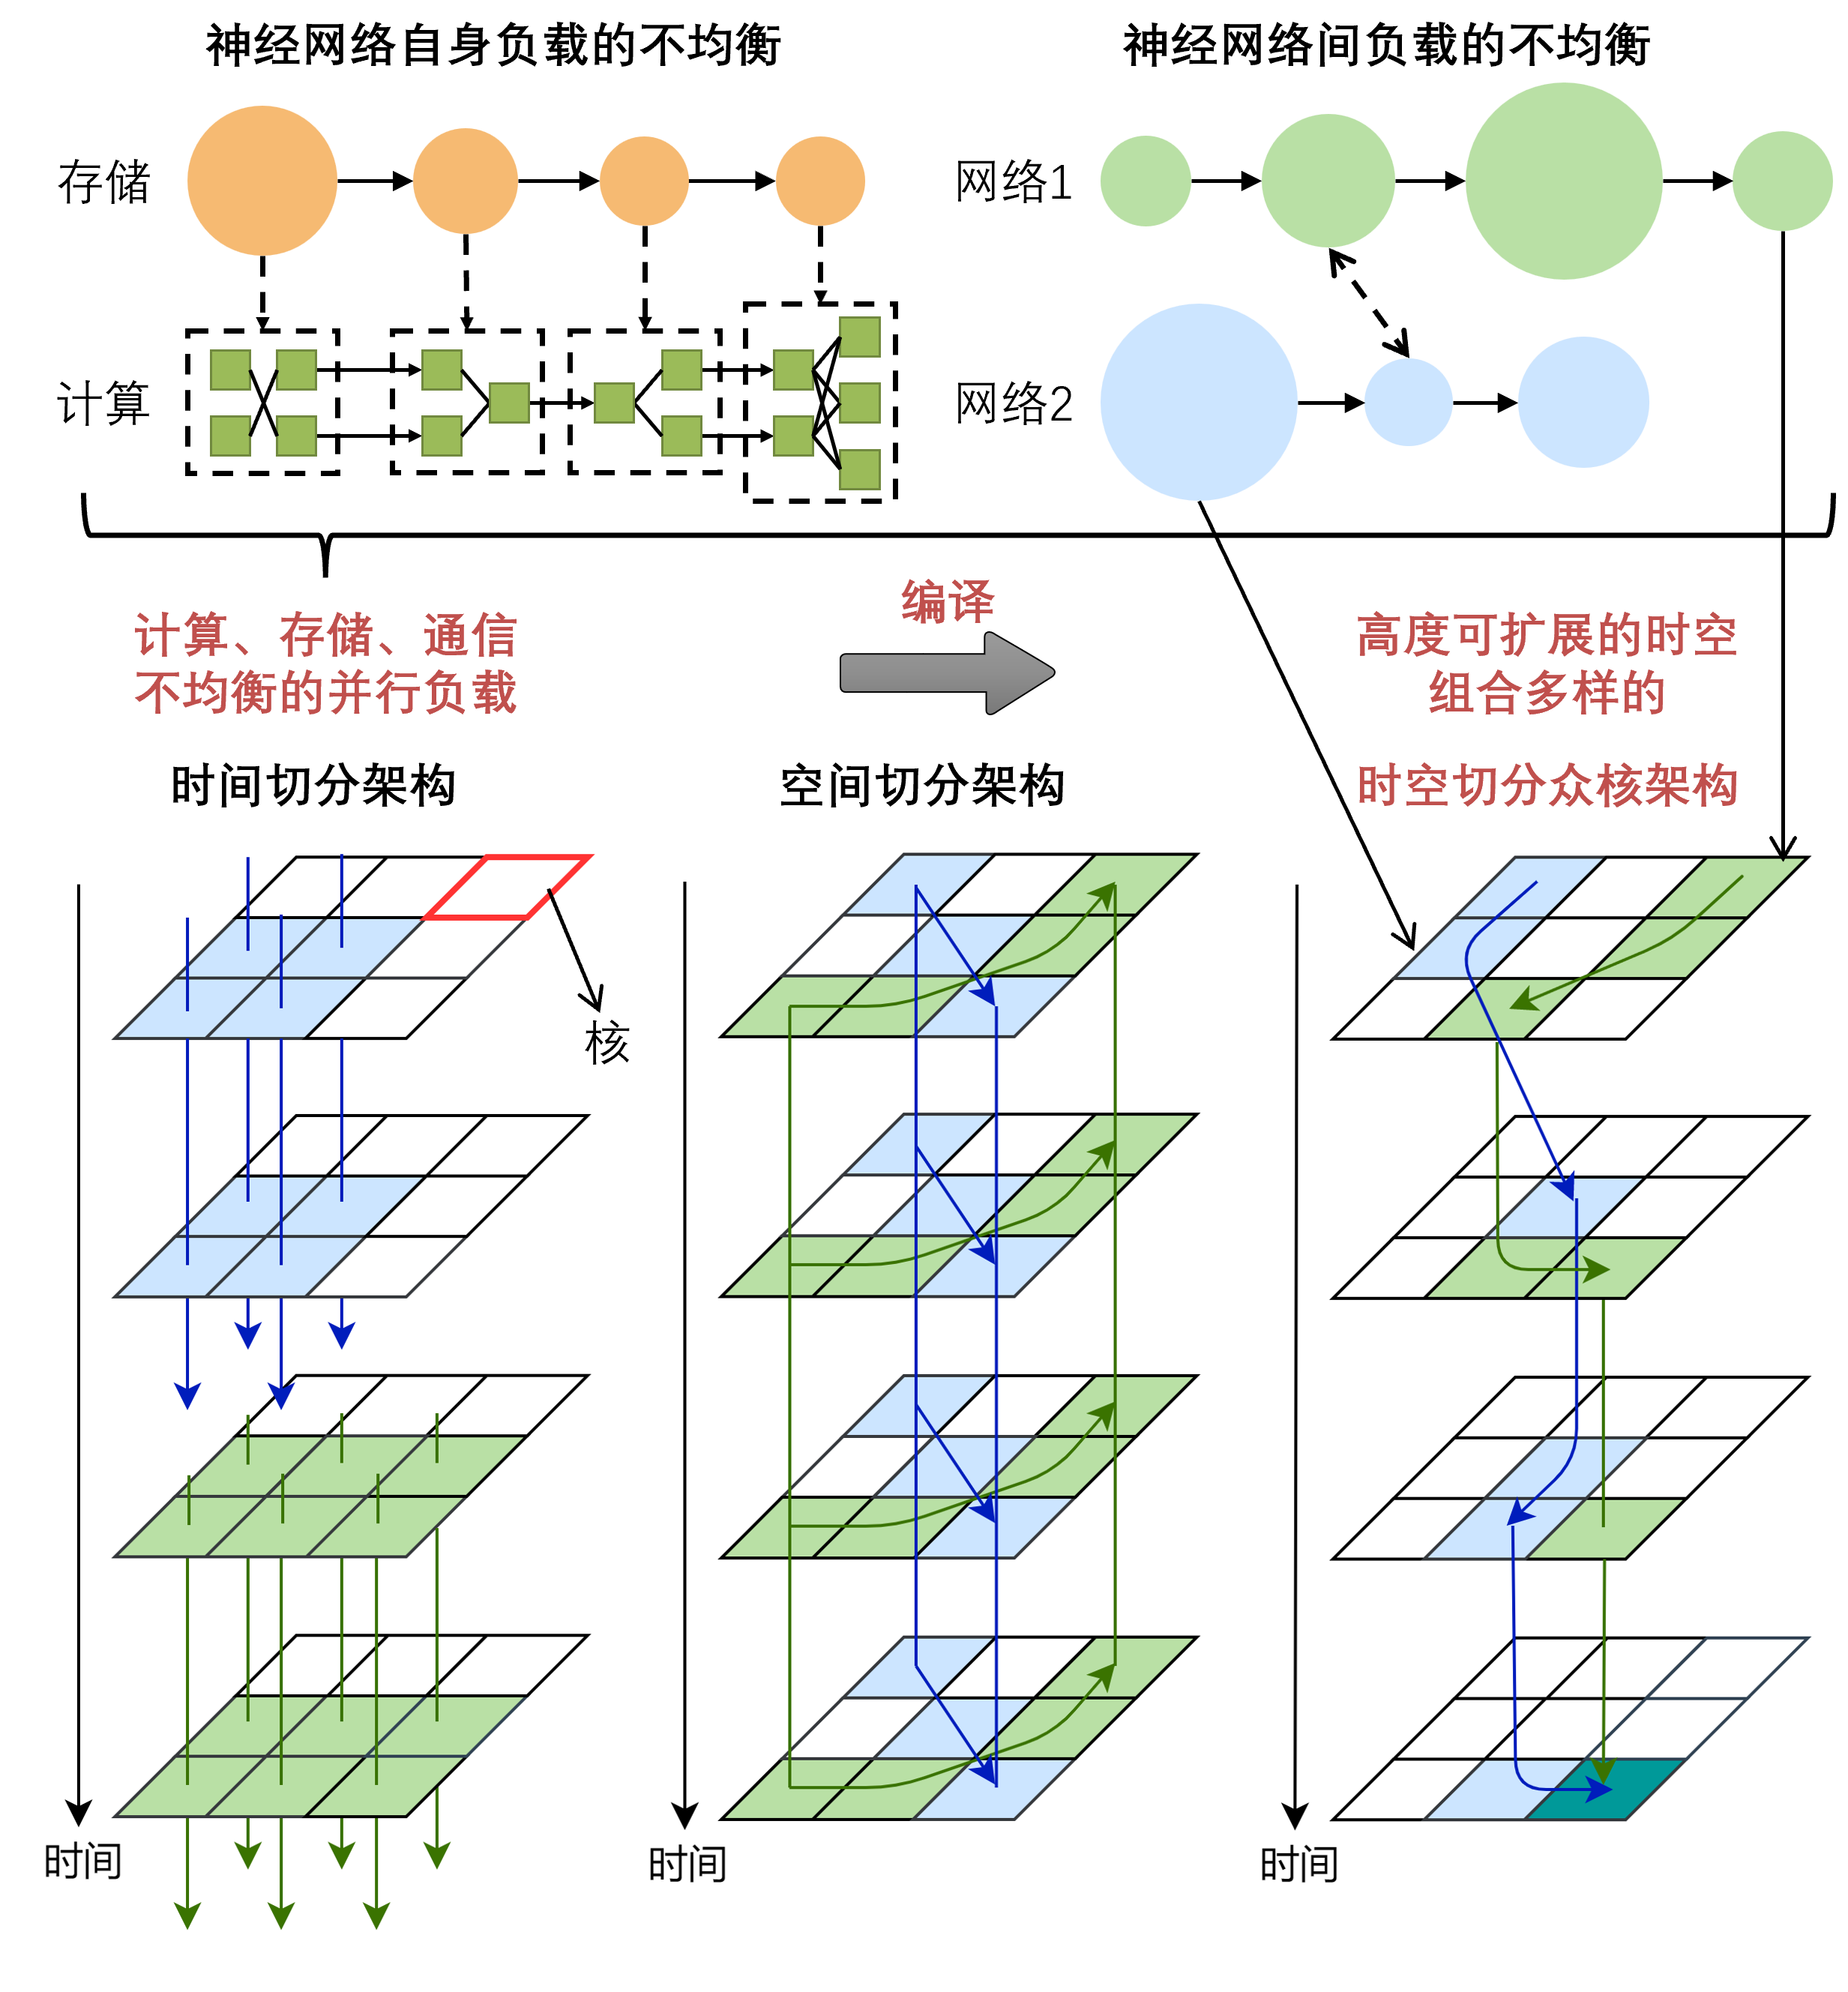 神经网络自身负载的不均衡
神经网络间负载的不均衡
存储
网络1
计算
网络2
计算、存储、通信
不均衡的并行负载
编译
高度可扩展的时空
组合多样的
时间切分架构
空间切分架构
时空切分众核架构
核
时间
时间
时间